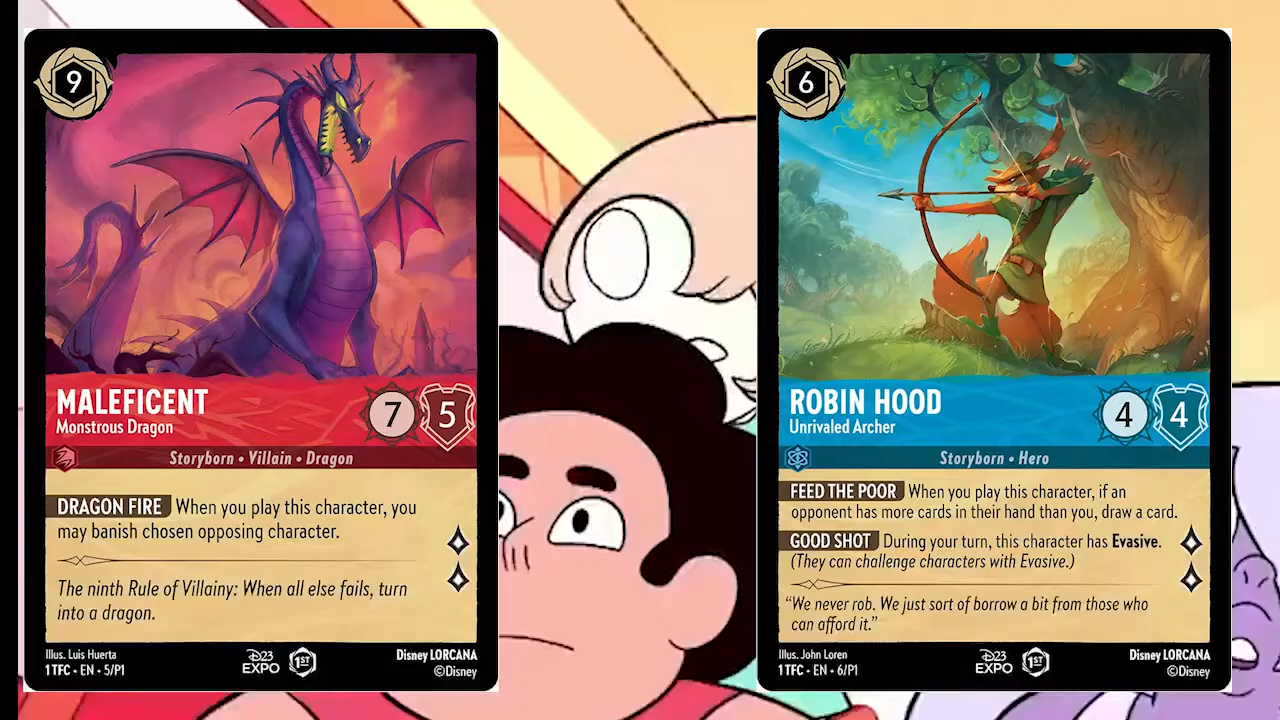 9
MALEFICENT
Monstrous Dragon
7
5
Storyborn • Villain • Dragon
DRAGON FIRE When you play this character, you
may banish chosen opposing character.
The ninth Rule of Villainy: When all else fails, turn
into a dragon.
Illus. Luis Huerta
1TFC • EN • 5/P1
D23
EXPO
1ST
Disney LORCANA
©Disney
6
ROBIN HOOD
Unrivaled Archer
4
4
Storyborn • Hero
FEED THE POOR When you play this character, if an
opponent has more cards in their hand than you, draw a card.
GOOD SHOT During your turn, this character has Evasive.
(They can challenge characters with Evasive.)
“We never rob. We just sort of borrow a bit from those who
can afford it.”
Illus. John Loren
1TFC • EN • 6/P1
D23
EXPO
1ST
Disney LORCANA
©Disney